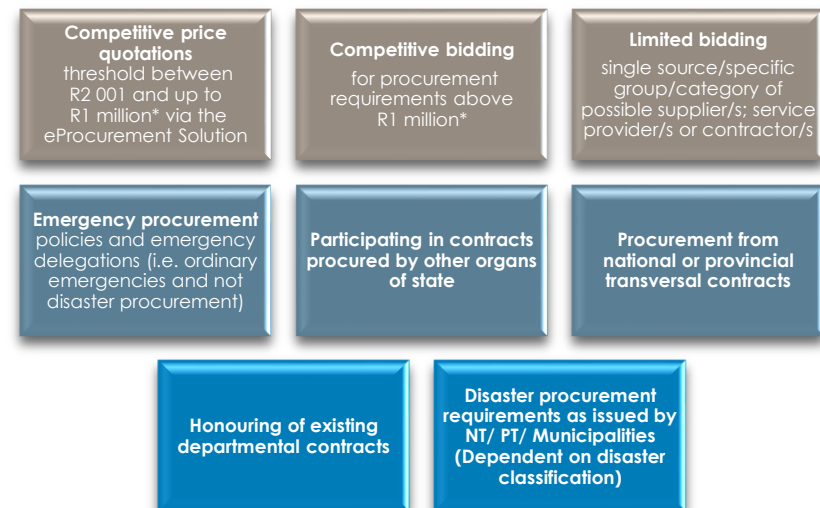 Competitive price
quotations
threshold between
R2 001 and up to
R1 million* via the
eProcurement Solution
Competitive bidding
for procurement
requirements above
R1 million*
Limited bidding
single source/specific
group/category of
possible supplier/s; service
provider/s or contractor/s
Emergency procurement
policies and emergency
delegations (i.e. ordinary
emergencies and not
disaster procurement)
Participating in contracts
procured by other organs
of state
Procurement from
national or provincial
transversal contracts
Honouring of existing
departmental contracts
Disaster procurement
requirements as issued by
NT/ PT/ Municipalities
(Dependent on disaster
classification)